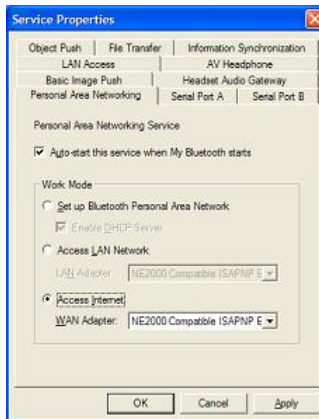 Service Properties
Object Push File Transfer Information Synchronization
LAN Access AV Headphone
Basic Image Push Headset Audio Gateway
Personal Area Networking Serial Port A Serial Port B
Personal Area Networking Service
Auto-start this service when My Bluetooth starts
Work Mode
Set up Bluetooth Personal Area Network
Enable DHCP Server
Access LAN Network
LAN Adapter: NE2000 Compatible ISAPNP E
Access Internet
WAN Adapter: NE2000 Compatible ISAPNP E
OK Cancel Apply